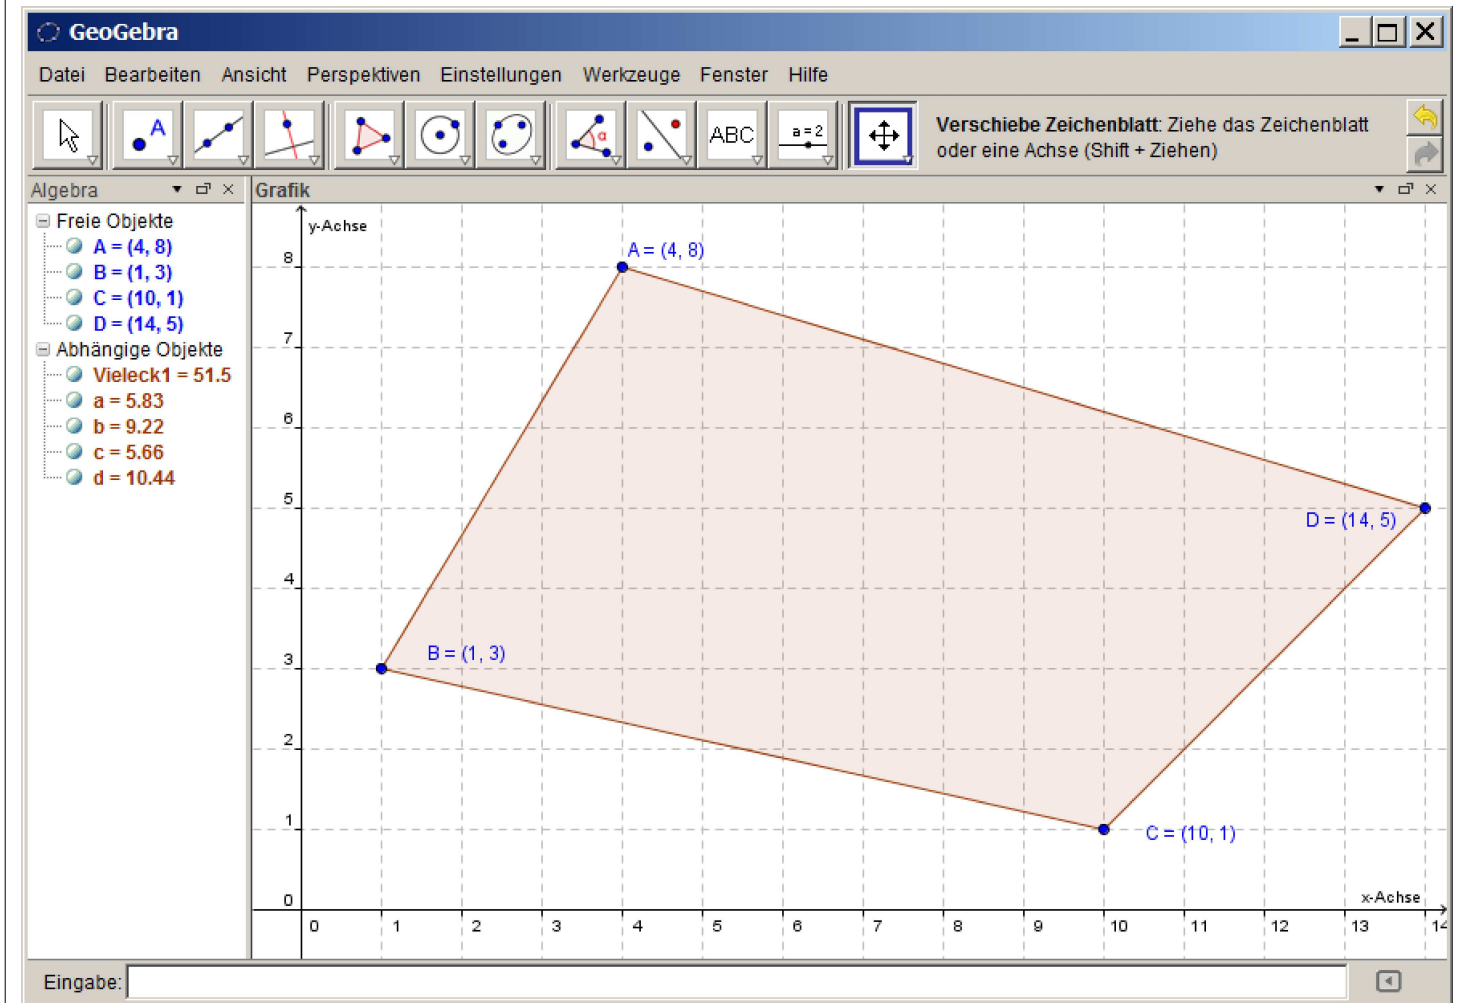 GeoGebra
Datei Bearbeiten Ansicht Perspektiven Einstellungen Werkzeuge Fenster Hilfe
A
α
ABC
a = 2
Verschiebe Zeichenblatt: Ziehe das Zeichenblatt
oder eine Achse (Shift + Ziehen)
Algebra
Freie Objekte
A = (4, 8)
B = (1, 3)
C = (10, 1)
D = (14, 5)
Abhängige Objekte
Vieleck1 = 51.5
a = 5.83
b = 9.22
c = 5.66
d = 10.44
Grafik
y-Achse
A = (4, 8)
8
7
6
5
D = (14, 5)
4
3
B = (1, 3)
2
1
C = (10, 1)
0
x-Achse
0 1 2 3 4 5 6 7 8 9 10 11 12 13 14
Eingabe: